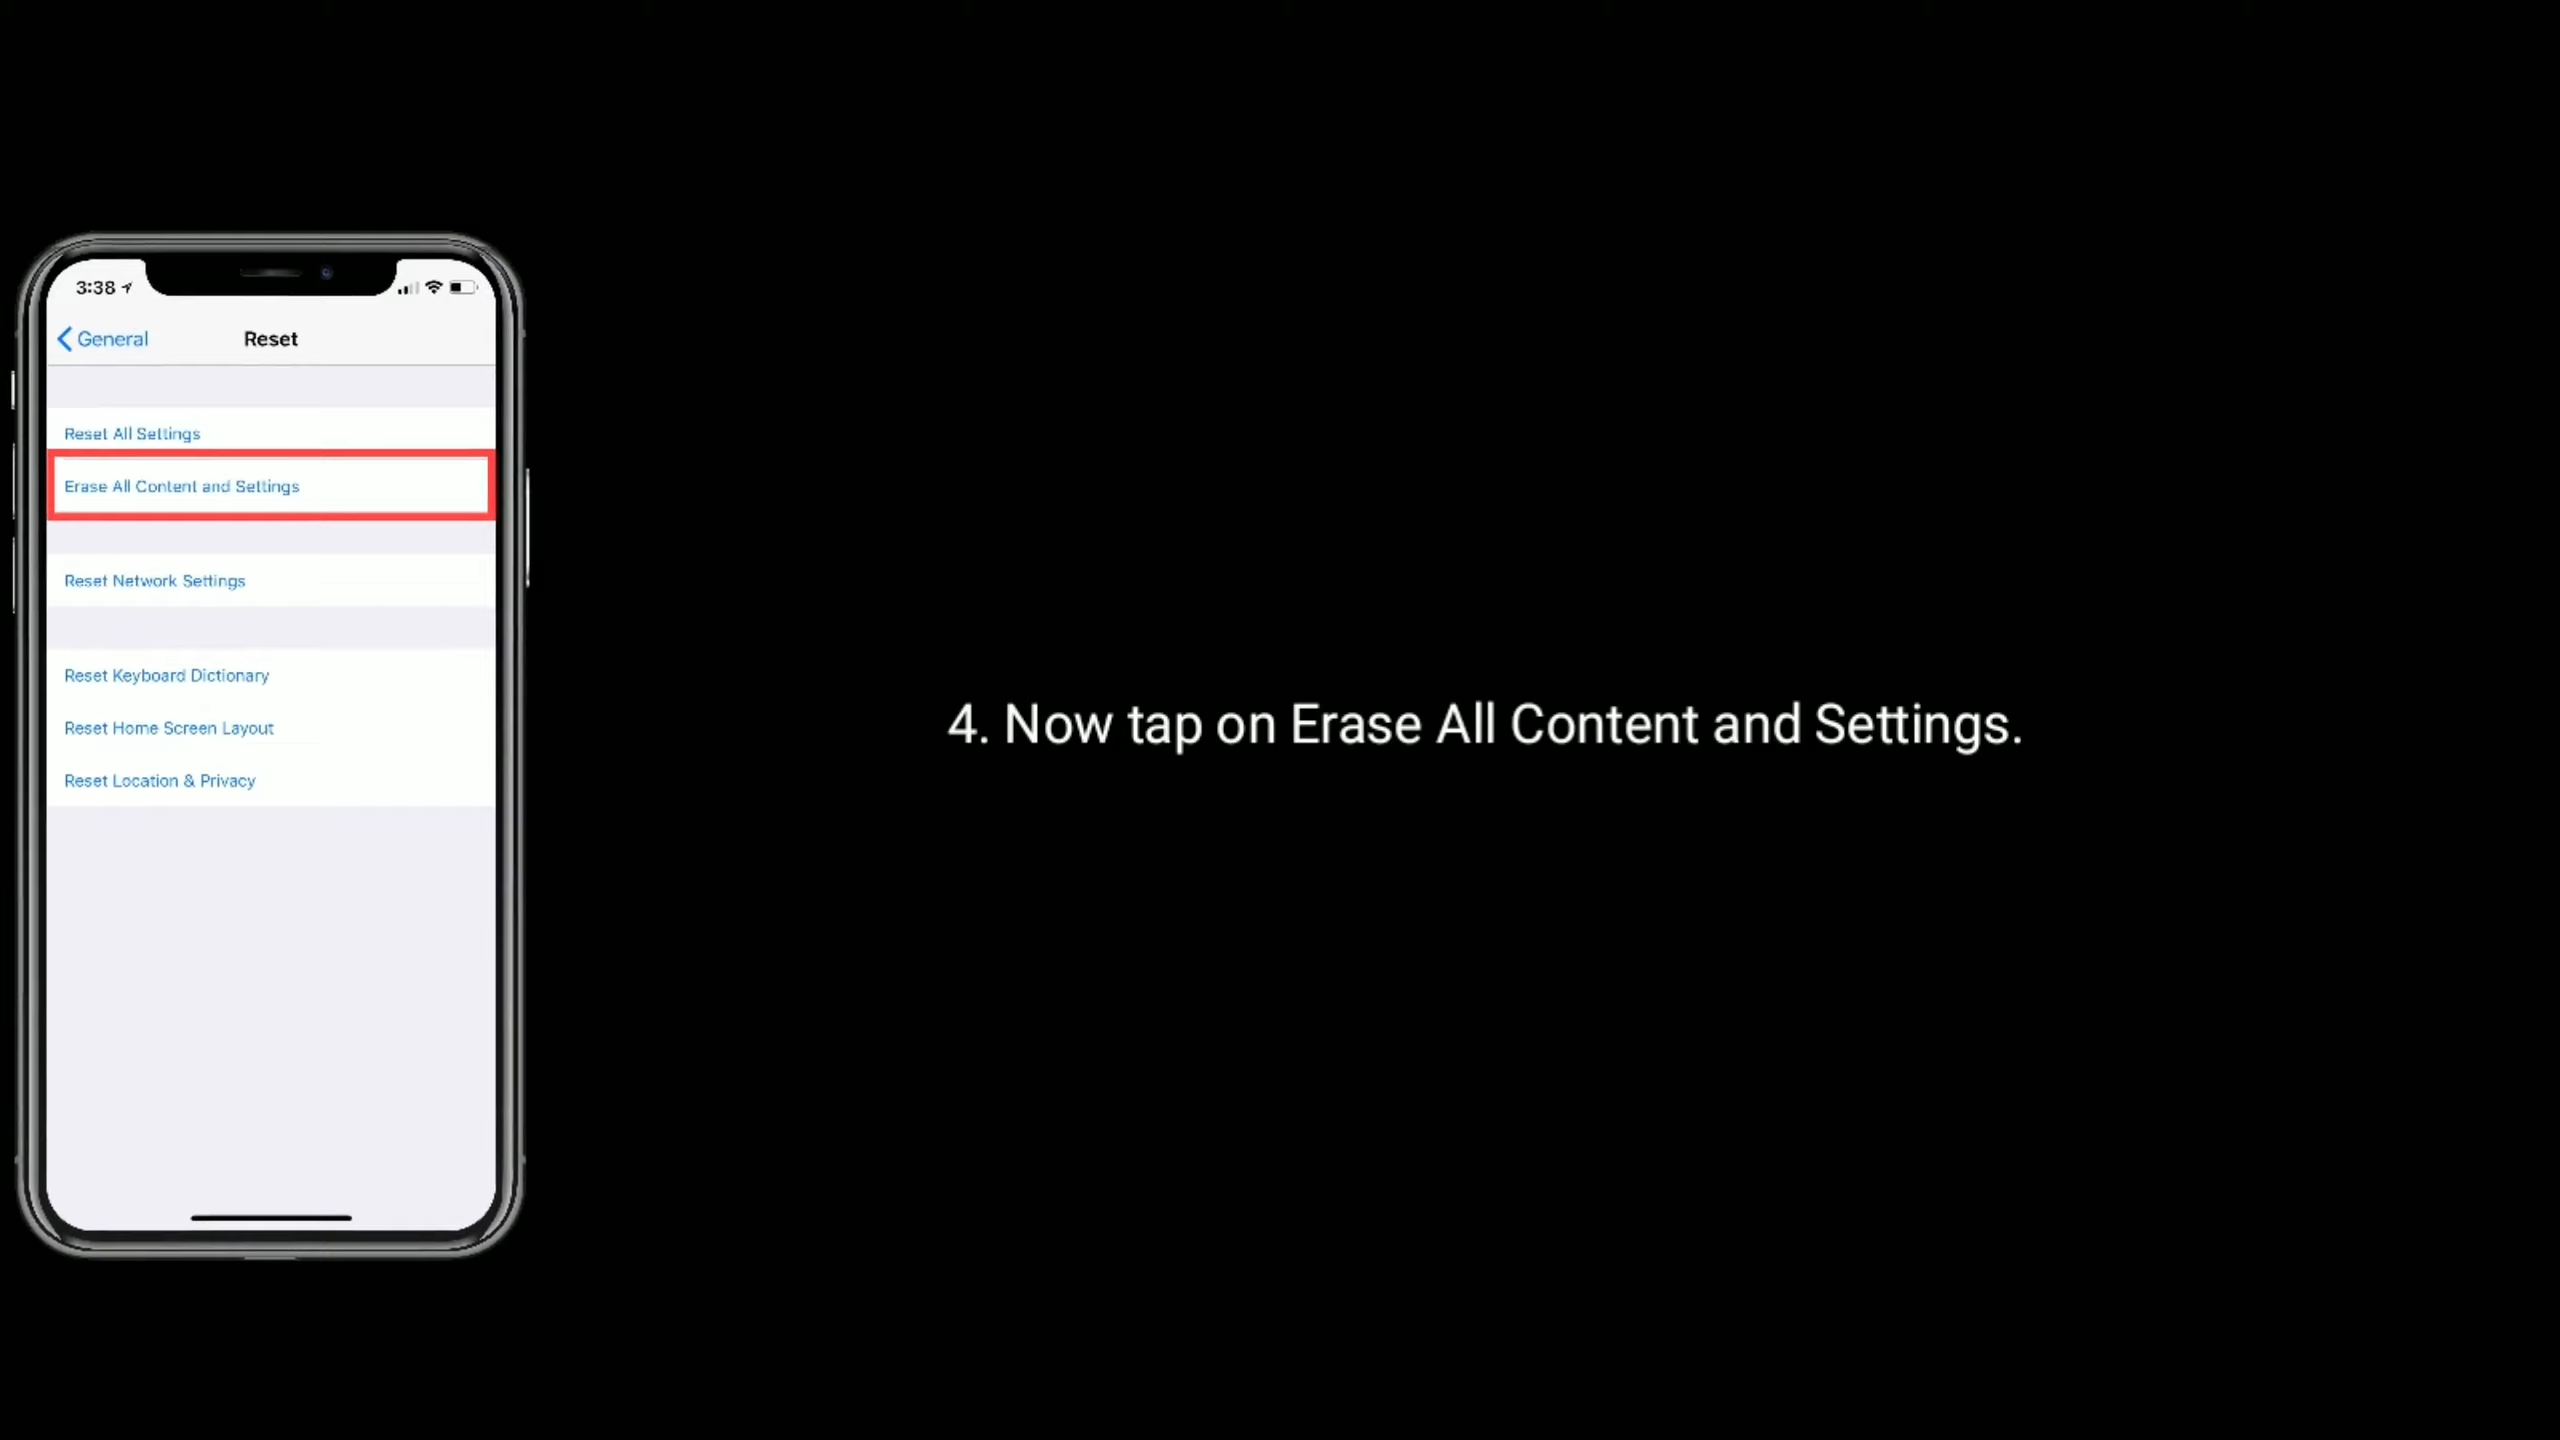 3:38
General
Reset
Reset All Settings
Erase All Content and Settings
Reset Network Settings
Reset Keyboard Dictionary
Reset Home Screen Layout
Reset Location & Privacy
4. Now tap on Erase All Content and Settings.